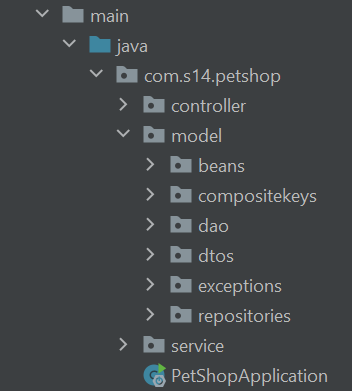 main
java
com.s14.petshop
controller
model
beans
compositekeys
dao
dtos
exceptions
repositories
service
PetShopApplication